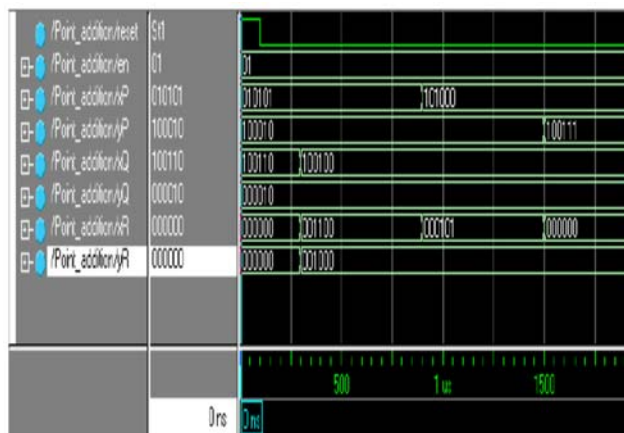 /Point_addition/reset St1
/Point_addition/en 01 01
/Point_addition/xP 010101 010101 101000
/Point_addition/yP 100010 100010 100111
/Point_addition/xQ 100110 100110 100100
/Point_addition/yQ 000010 000010
/Point_addition/xR 000000 000000 001100 000101 000000
/Point_addition/yR 000000 000000 001000
500 1 us 1500
0 ns 0 ns